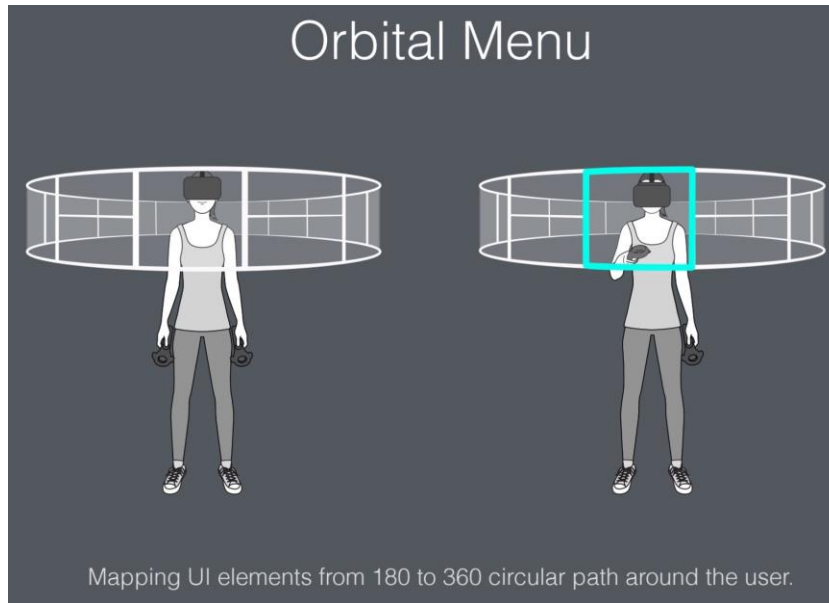 Orbital Menu
Mapping UI elements from 180 to 360 circular path around the user.